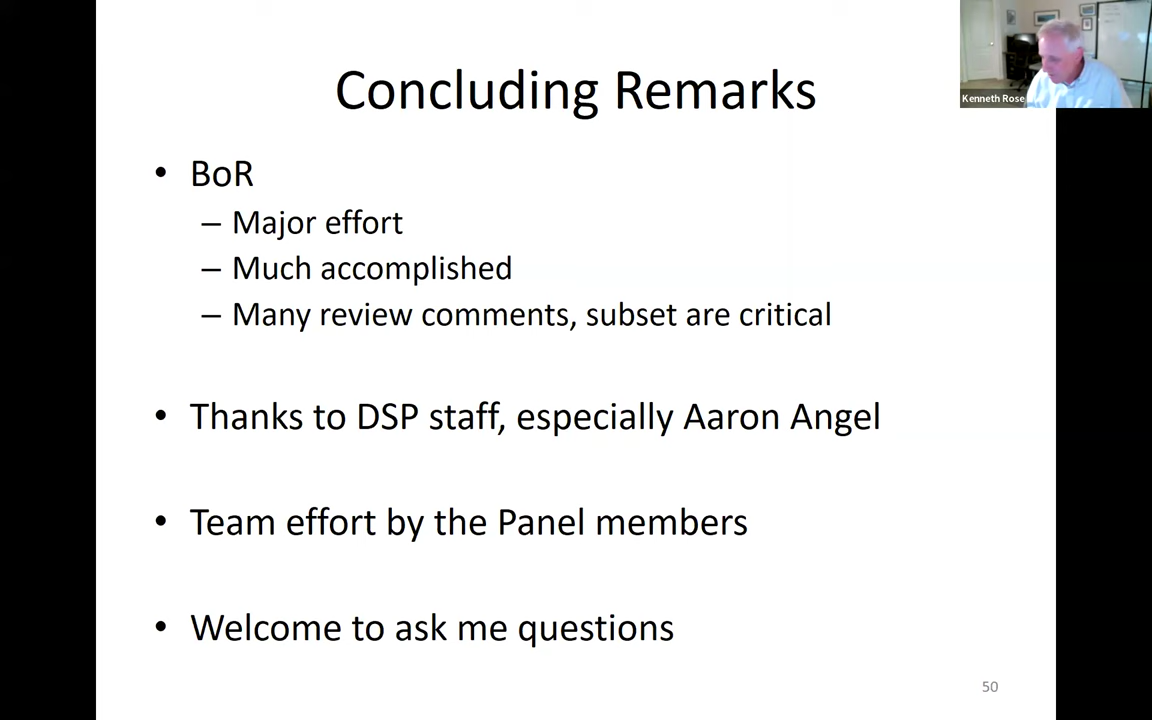 Concluding Remarks
Kenneth Rose
• BoR
– Major effort
– Much accomplished
– Many review comments, subset are critical
• Thanks to DSP staff, especially Aaron Angel
• Team effort by the Panel members
• Welcome to ask me questions
50